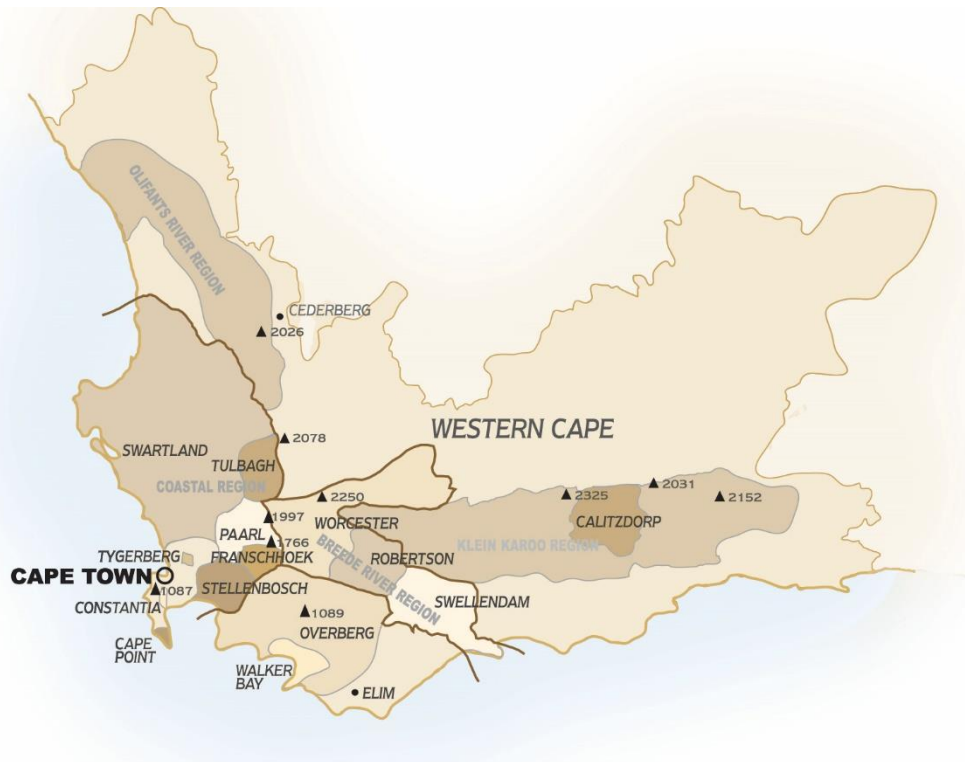 OLIFANTS RIVER REGION
CEDERBERG
2026
WESTERN CAPE
2078
SWARTLAND
TULBAGH
COASTAL REGION
2250
2325
2031
2152
1997
WORCESTER
CALITZDORP
PAARL
1766
KLEIN KAROO REGION
TYGERBERG
FRANSCHHOEK
BREEDE RIVER REGION
ROBERTSON
CAPE TOWN
1087
STELLENBOSCH
CONSTANTIA
1089
SWELLENDAM
OVERBERG
CAPE
POINT
WALKER
BAY
ELIM